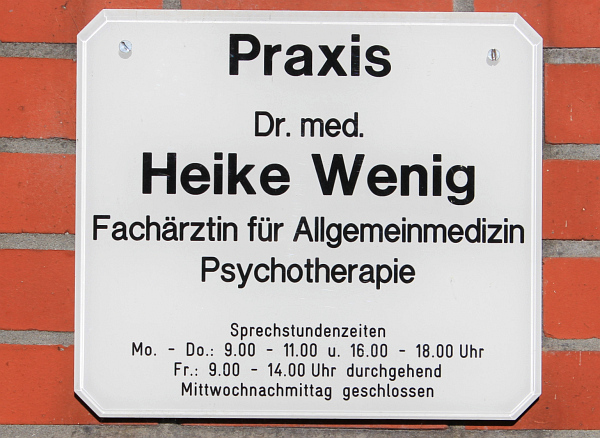 Praxis
Dr. med.
Heike Wenig
Fachärztin für Allgemeinmedizin
Psychotherapie
Sprechstundenzeiten
Mo. - Do.: 9.00 - 11.00 u. 16.00 - 18.00 Uhr
Fr.: 9.00 - 14.00 Uhr durchgehend
Mittwochnachmittag geschlossen